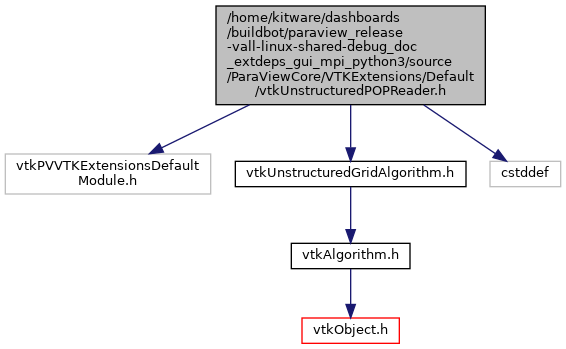 /home/kitware/dashboards
/buildbot/paraview_release
-vall-linux-shared-debug_doc
_extdeps_gui_mpi_python3/source
/ParaViewCore/VTKExtensions/Default
/vtkUnstructuredPOPReader.h
vtkPVVTKExtensionsDefault
Module.h
vtkUnstructuredGridAlgorithm.h
cstddef
vtkAlgorithm.h
vtkObject.h